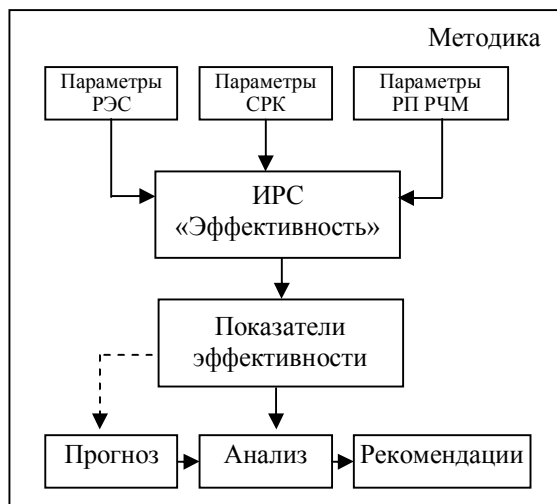 Методика
Параметры
РЭС
Параметры
СРК
Параметры
РП РЧМ
ИРС
«Эффективность»
Показатели
эффективности
Прогноз
Анализ
Рекомендации